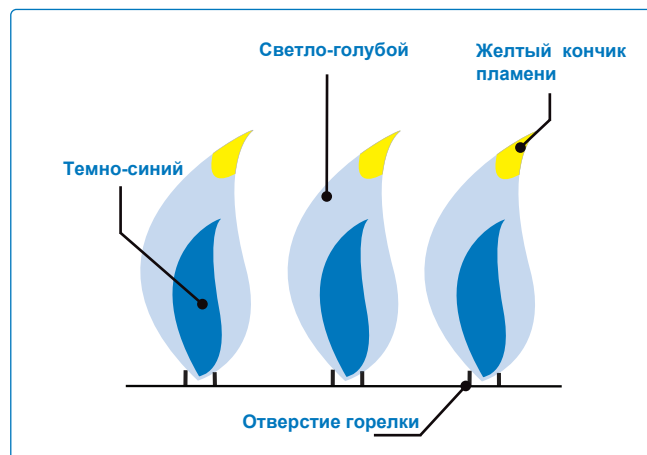 Светло-голубой
Желтый кончик
пламени
Темно-синий
Отверстие горелки